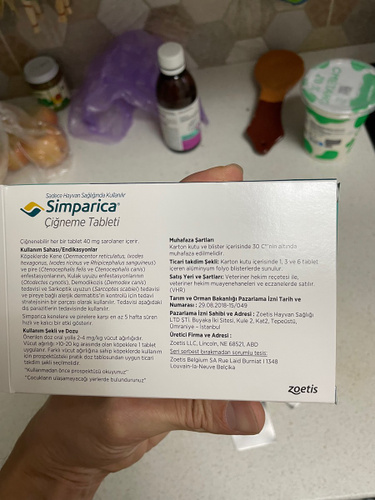 Sadece Hayvan Sağlığında Kullanılır
Simparica®
Çiğneme Tableti
Çiğnenebilir her bir tablet 40 mg sarolaner içerir.
Kullanım Sahası/Endikasyonlar
Köpeklerde Kene (Dermacentor reticulatus, Ixodes
hexagonus, Ixodes ricinus ve Rhipicephalus sanguineus)
ve pire (Ctenocephalis felis ve Ctenocephalis canis)
enfestasyonlarının, Kulak uyuzu enfestasyonlarının
(Otodectes cynotis), Demodikozis (Demodex canis)
tedavisi ve Sarkoptik uyuzun (Sarcoptes scabiei) tedavisi
ve pireye bağlı alerjik dermatitis'in kontrolü için tedavi
stratejisinin bir parçası olarak kullanılır. Tedavisi aşağıdaki
dış parazitlerin tedavisinde kullanılır.
Simparica kenelere ve pirelere karşı en az 5 hafta süren
hızlı ve kalıcı bir etki gösterir.
Kullanım Şekli ve Dozu
Önerilen doz oral yolla 2-4 mg/kg vücut ağırlığıdır.
Vücut ağırlığı >10-20 kg arasında olan köpeklere 1 tablet
uygulanır. Farklı vücut ağırlığına sahip köpeklerde kullanım
için prospektüsdeki pratik doz tablosundan uygun ticari
takdim şekli seçilmelidir.
"Kullanmadan önce prospektüsü okuyunuz"
"Çocukların ulaşamayacağı yerlerde bulundurunuz"
Muhafaza Şartları
Karton kutu ve blister içerisinde 30 C°'nin altında
muhafaza edilmelidir.
Ticari takdim Şekli: Karton kutu içerisinde 1, 3 ve 6 tablet
içeren alüminyum folyo blisterlerde sunulur.
Satış Yeri ve Şartları: Veteriner hekim reçetesi ile,
veteriner hekim muayenehaneleri ve eczanelerde satılır.
(VHR)
Tarım ve Orman Bakanlığı Pazarlama İzni Tarih ve
Numarası: 29.08.2018-15/049
Pazarlama İzni Sahibi ve Adresi: Zoetis Hayvan Sağlığı
LTD ŞTİ. Buyaka İki Sitesi, Kule 2, Kat2, Tepeüstü,
Ümraniye - İstanbul
Üretici Firma ve Adresi:
Zoetis LLC, Lincoln, NE 68521, ABD
Seri serbest bırakmadan sorumlu tesis:
Zoetis Belgium SA Rue Laid Burniat 1 1348
Louvain-la-Neuve Belçika
zoetis